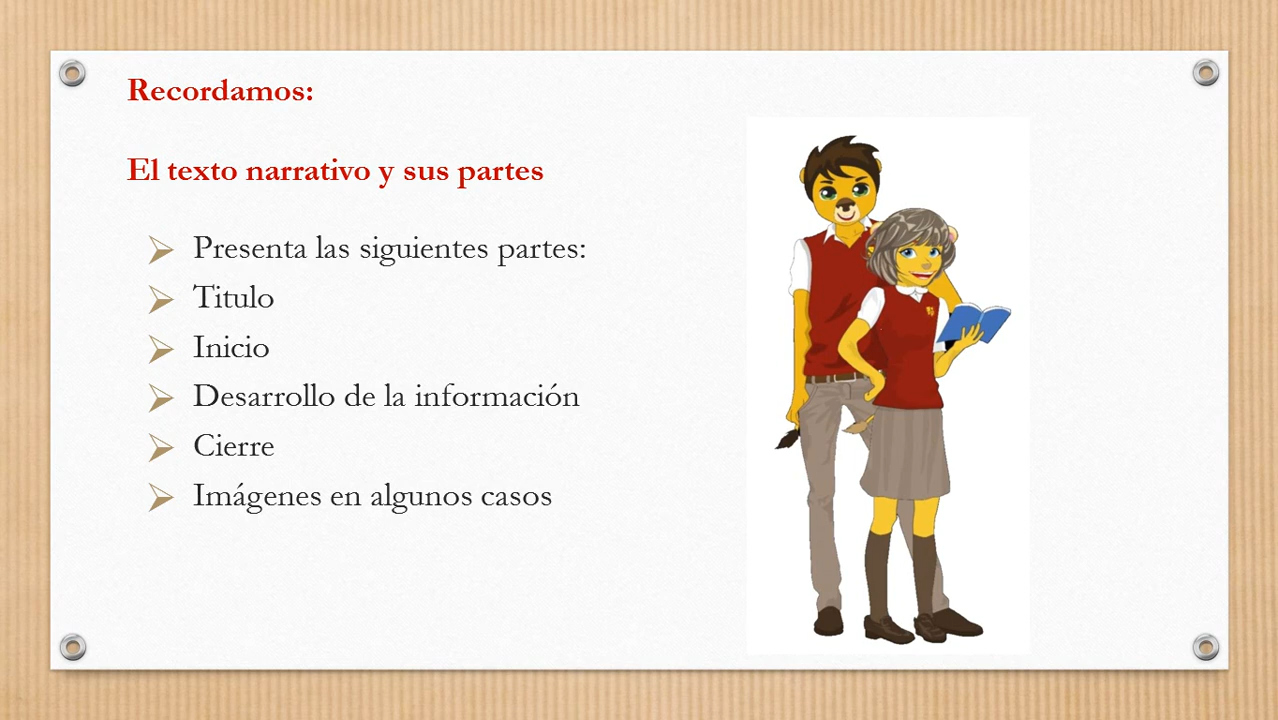 Recordamos:
El texto narrativo y sus partes
Presenta las siguientes partes:
Titulo
Inicio
Desarrollo de la información
Cierre
Imágenes en algunos casos